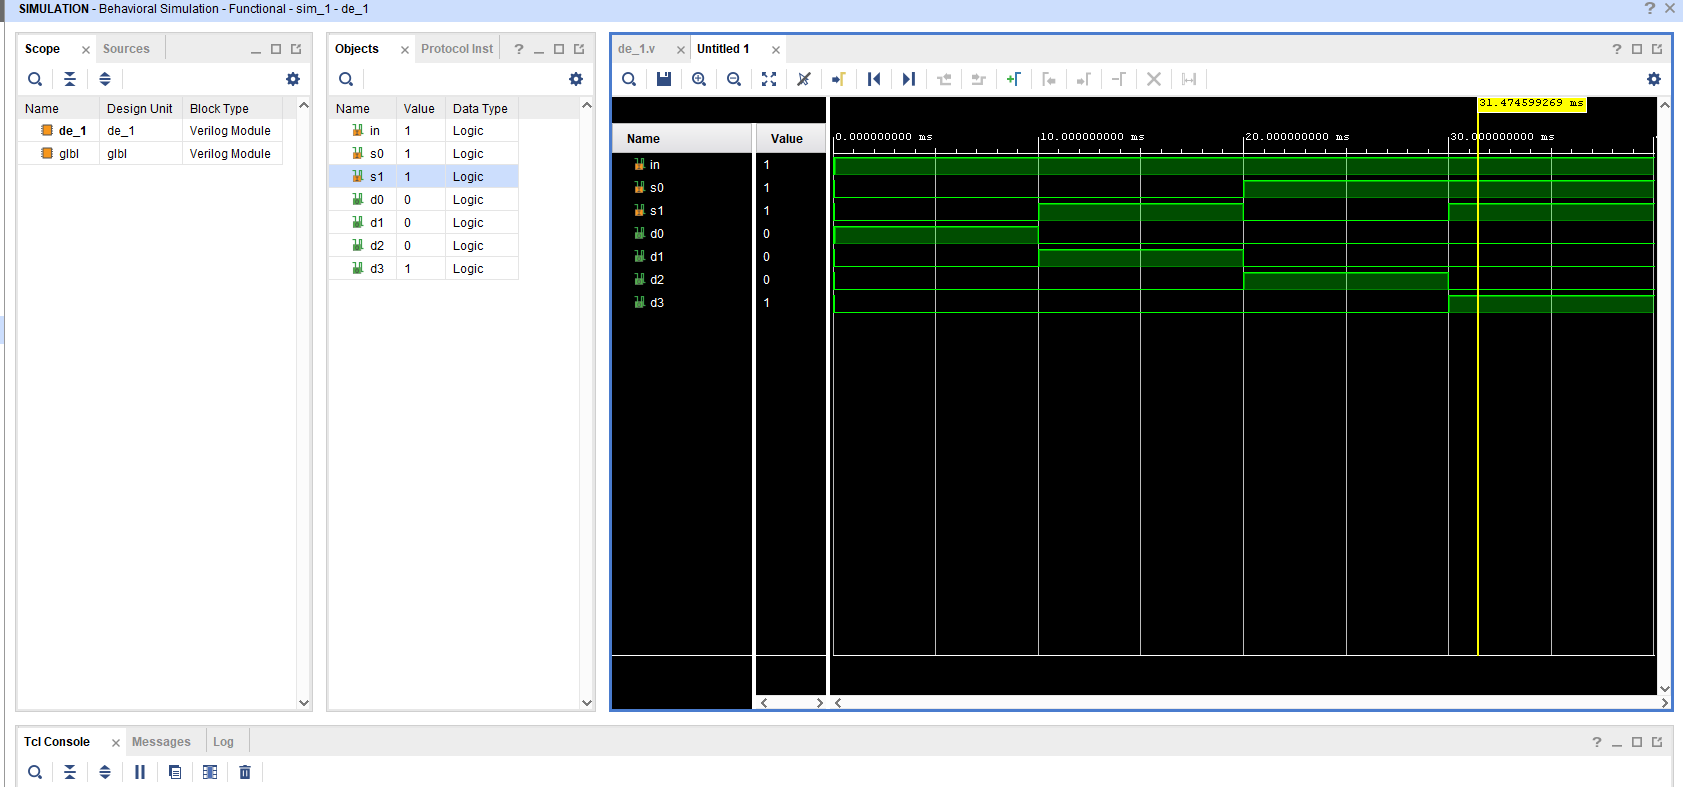 SIMULATION - Behavioral Simulation - Functional - sim_1 - de_1
Scope Sources
Name Design Unit Block Type
de_1 de_1 Verilog Module
glbl glbl Verilog Module
Objects Protocol Inst
Name Value Data Type
in 1 Logic
s0 1 Logic
s1 1 Logic
d0 0 Logic
d1 0 Logic
d2 0 Logic
d3 1 Logic
de_1.v Untitled 1
31.474599269 ms
Name Value
0.000000000 ms 10.000000000 ms 20.000000000 ms 30.000000000 ms
in 1
s0 1
s1 1
d0 0
d1 0
d2 0
d3 1
Tcl Console Messages Log